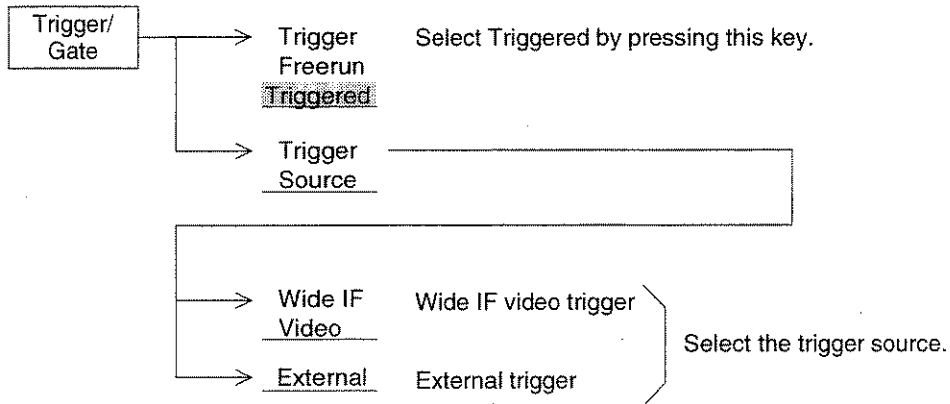 Trigger/
Gate
Trigger
Freerun
Triggered
Select Triggered by pressing this key.
Trigger
Source
Wide IF
Video
Wide IF video trigger
External
External trigger
Select the trigger source.